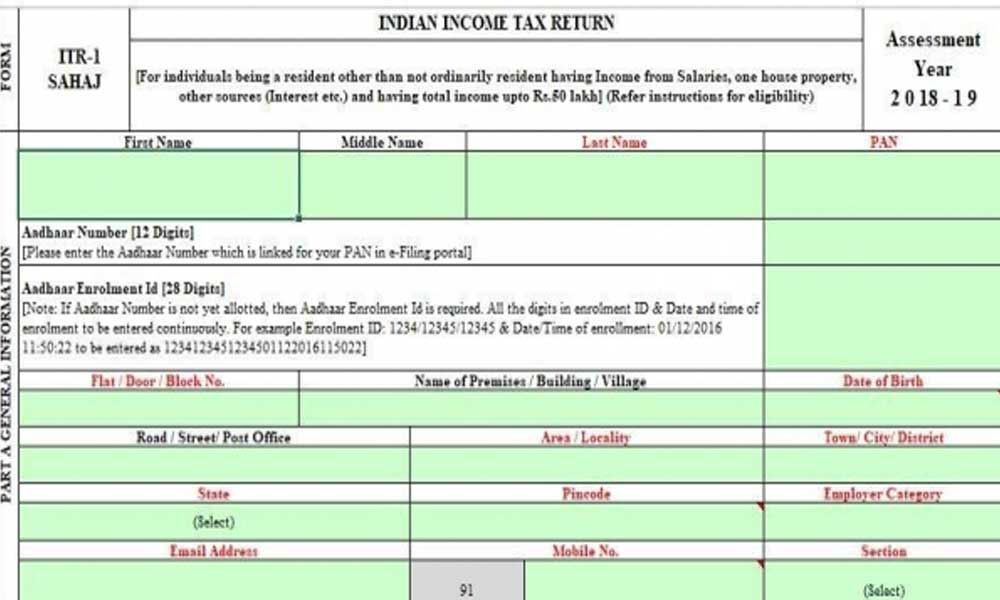 FORM
ITR-1
SAHAJ
INDIAN INCOME TAX RETURN
[For individuals being a resident other than not ordinarily resident having Income from Salaries, one house property,
other sources (Interest etc.) and having total income upto Rs.50 lakh] (Refer instructions for eligibility)
Assessment
Year
2018-19
PART A GENERAL INFORMATION
First Name
Middle Name
Last Name
PAN
Aadhaar Number [12 Digits]
[Please enter the Aadhaar Number which is linked for your PAN in e-Filing portal]
Aadhaar Enrolment Id [28 Digits]
[Note: If Aadhaar Number is not yet allotted, then Aadhaar Enrolment Id is required. All the digits in enrolment ID & Date and time of
enrolment to be entered continuously. For example Enrolment ID: 1234/12345/12345 & Date/Time of enrollment: 01/12/2016
11:50:22 to be entered as 1234123451234501122016115022]
Flat / Door / Block No.
Name of Premises / Building / Village
Date of Birth
Road / Street/ Post Office
Area / Locality
Town/ City/ District
State
Pincode
Employer Category
(Select)
Email Address
Mobile No.
Section
91
(Select)